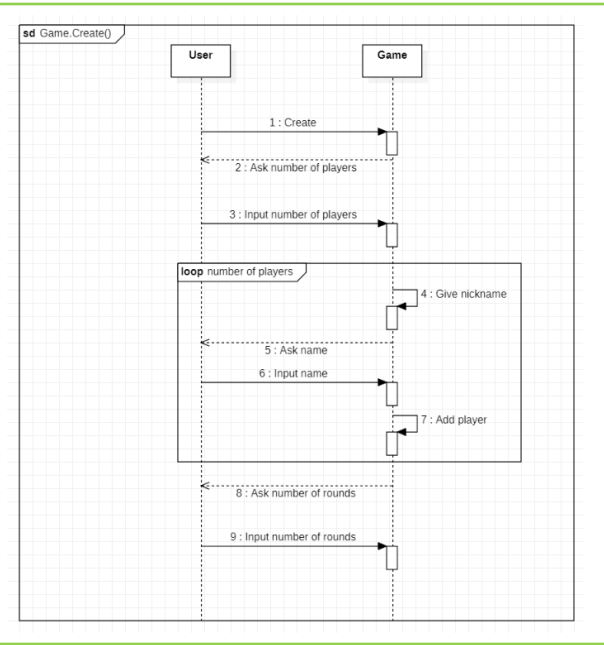 sd Game.Create()
User
Game
1 : Create
2 : Ask number of players
3 : Input number of players
loop number of players
4 : Give nickname
5 : Ask name
6 : Input name
7 : Add player
8 : Ask number of rounds
9 : Input number of rounds